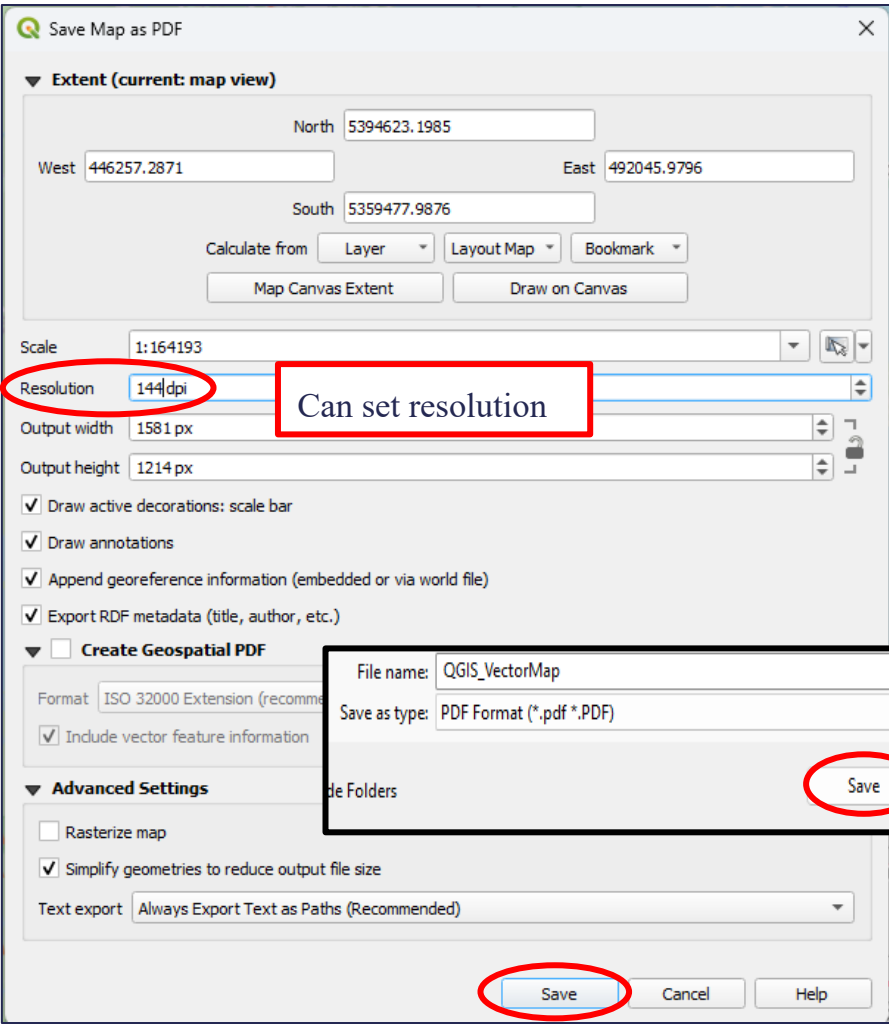 Save Map as PDF
Extent (current: map view)
North 5394623.1985
West 446257.2871 East 492045.9796
South 5359477.9876
Calculate from Layer Layout Map Bookmark
Map Canvas Extent Draw on Canvas
Scale 1:164193
Resolution 144 dpi
Can set resolution
Output width 1581 px
Output height 1214 px
Draw active decorations: scale bar
Draw annotations
Append georeference information (embedded or via world file)
Export RDF metadata (title, author, etc.)
Create Geospatial PDF
Format ISO 32000 Extension (recomme
Include vector feature information
File name: QGIS_VectorMap
Save as type: PDF Format (*.pdf *.PDF)
de Folders Save
Advanced Settings
Rasterize map
Simplify geometries to reduce output file size
Text export Always Export Text as Paths (Recommended)
Save Cancel Help